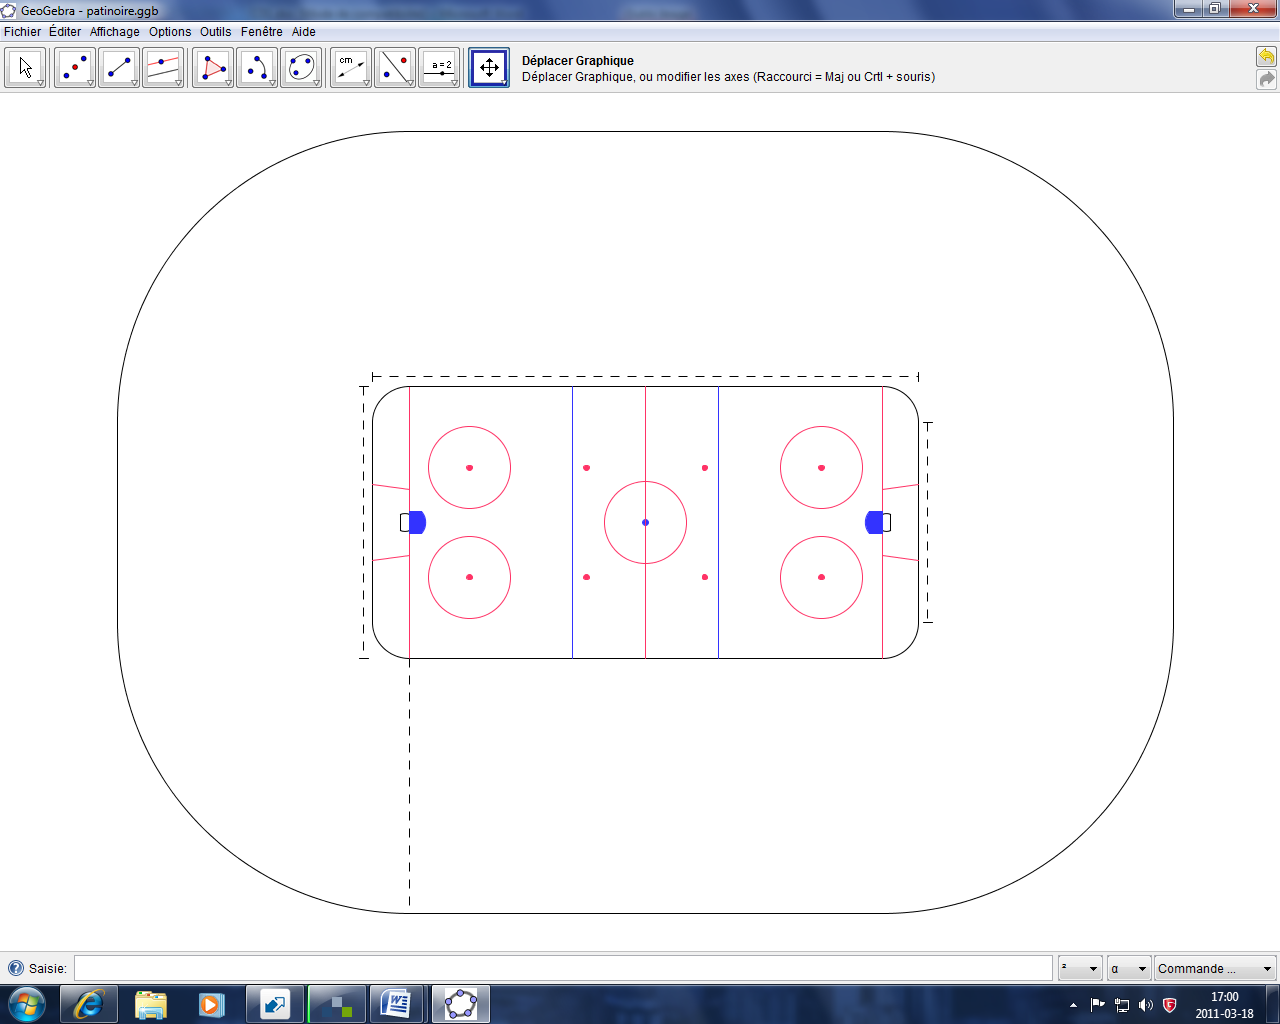 GeoGebra - patinoire.ggb
Fichier Éditer Affichage Options Outils Fenêtre Aide
cm
a = 2
Déplacer Graphique
Déplacer Graphique, ou modifier les axes (Raccourci = Maj ou Crtl + souris)
Saisie:
²
α
Commande ...
17:00
2011-03-18